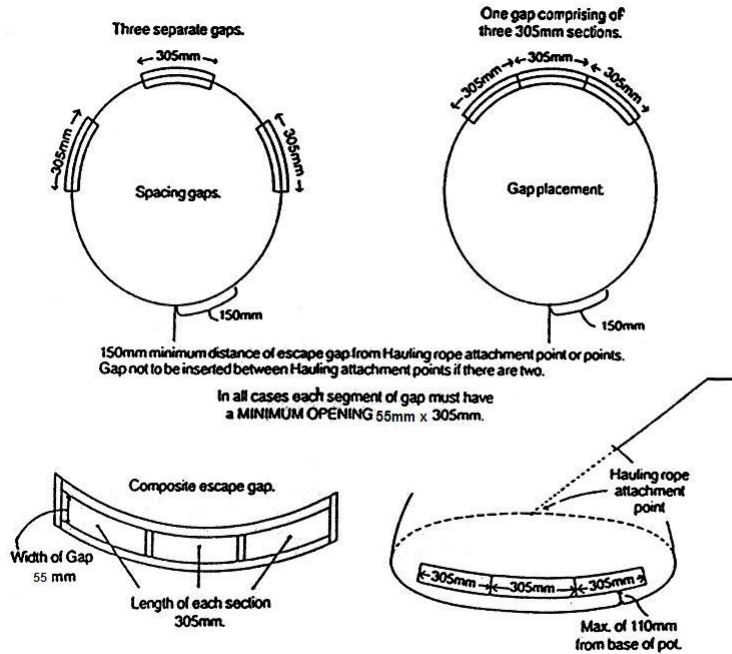 Three separate gaps.
305mm
305mm
305mm
Spacing gaps.
150mm
One gap comprising of
three 305mm sections.
305mm
305mm
305mm
Gap placement.
150mm
150mm minimum distance of escape gap from Hauling rope attachment point or points.
Gap not to be inserted between Hauling attachment points if there are two.
In all cases each segment of gap must have
a MINIMUM OPENING 55mm x 305mm.
Composite escape gap.
Width of Gap
55 mm
Length of each section
305mm.
Hauling rope
attachment
point
305mm
305mm
305mm
Max. of 110mm
from base of pot.